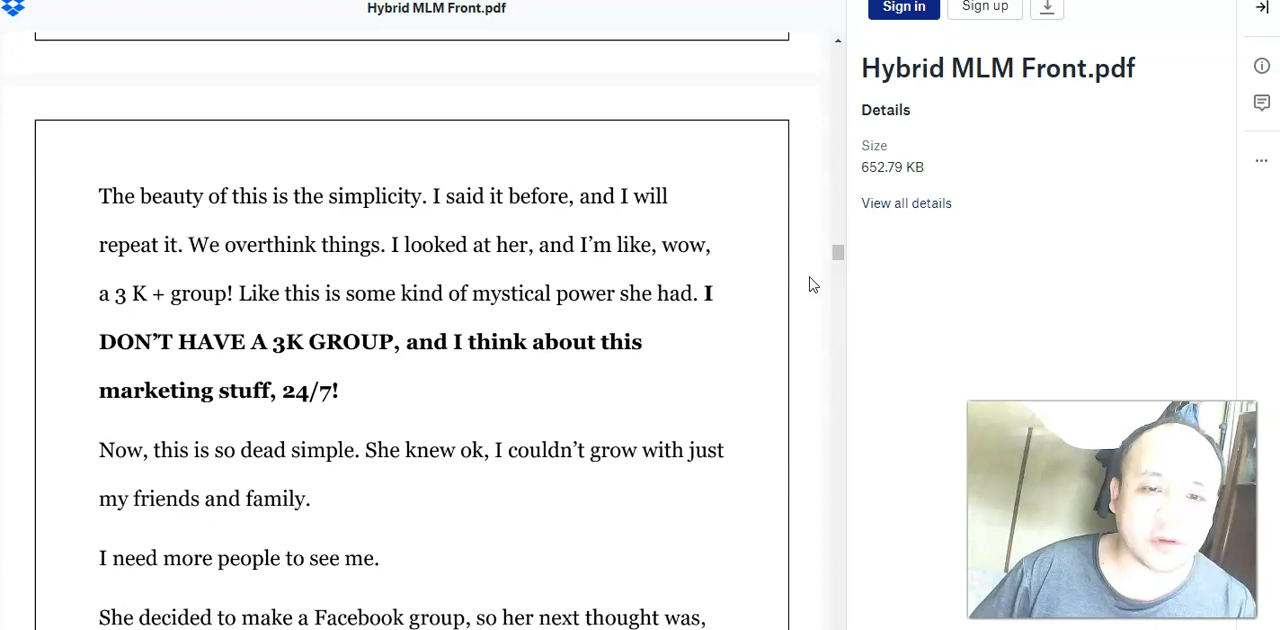 Hybrid MLM Front.pdf
Sign in
Sign up
The beauty of this is the simplicity. I said it before, and I will
repeat it. We overthink things. I looked at her, and I’m like, wow,
a 3 K + group! Like this is some kind of mystical power she had. I
DON’T HAVE A 3K GROUP, and I think about this
marketing stuff, 24/7!
Now, this is so dead simple. She knew ok, I couldn’t grow with just
my friends and family.
I need more people to see me.
She decided to make a Facebook group, so her next thought was,
Hybrid MLM Front.pdf
Details
Size
652.79 KB
View all details